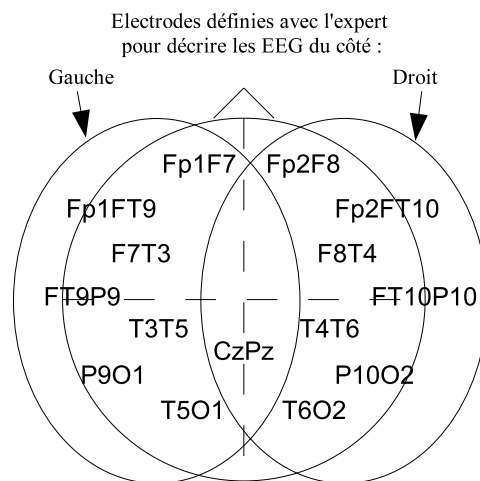 Electrodes définies avec l'expert
pour décrire les EEG du côté :
Gauche Droit
Fp1F7 Fp2F8
Fp1FT9 Fp2FT10
F7T3 F8T4
FT9P9 FT10P10
T3T5 T4T6
CzPz
P9O1 P10O2
T5O1 T6O2